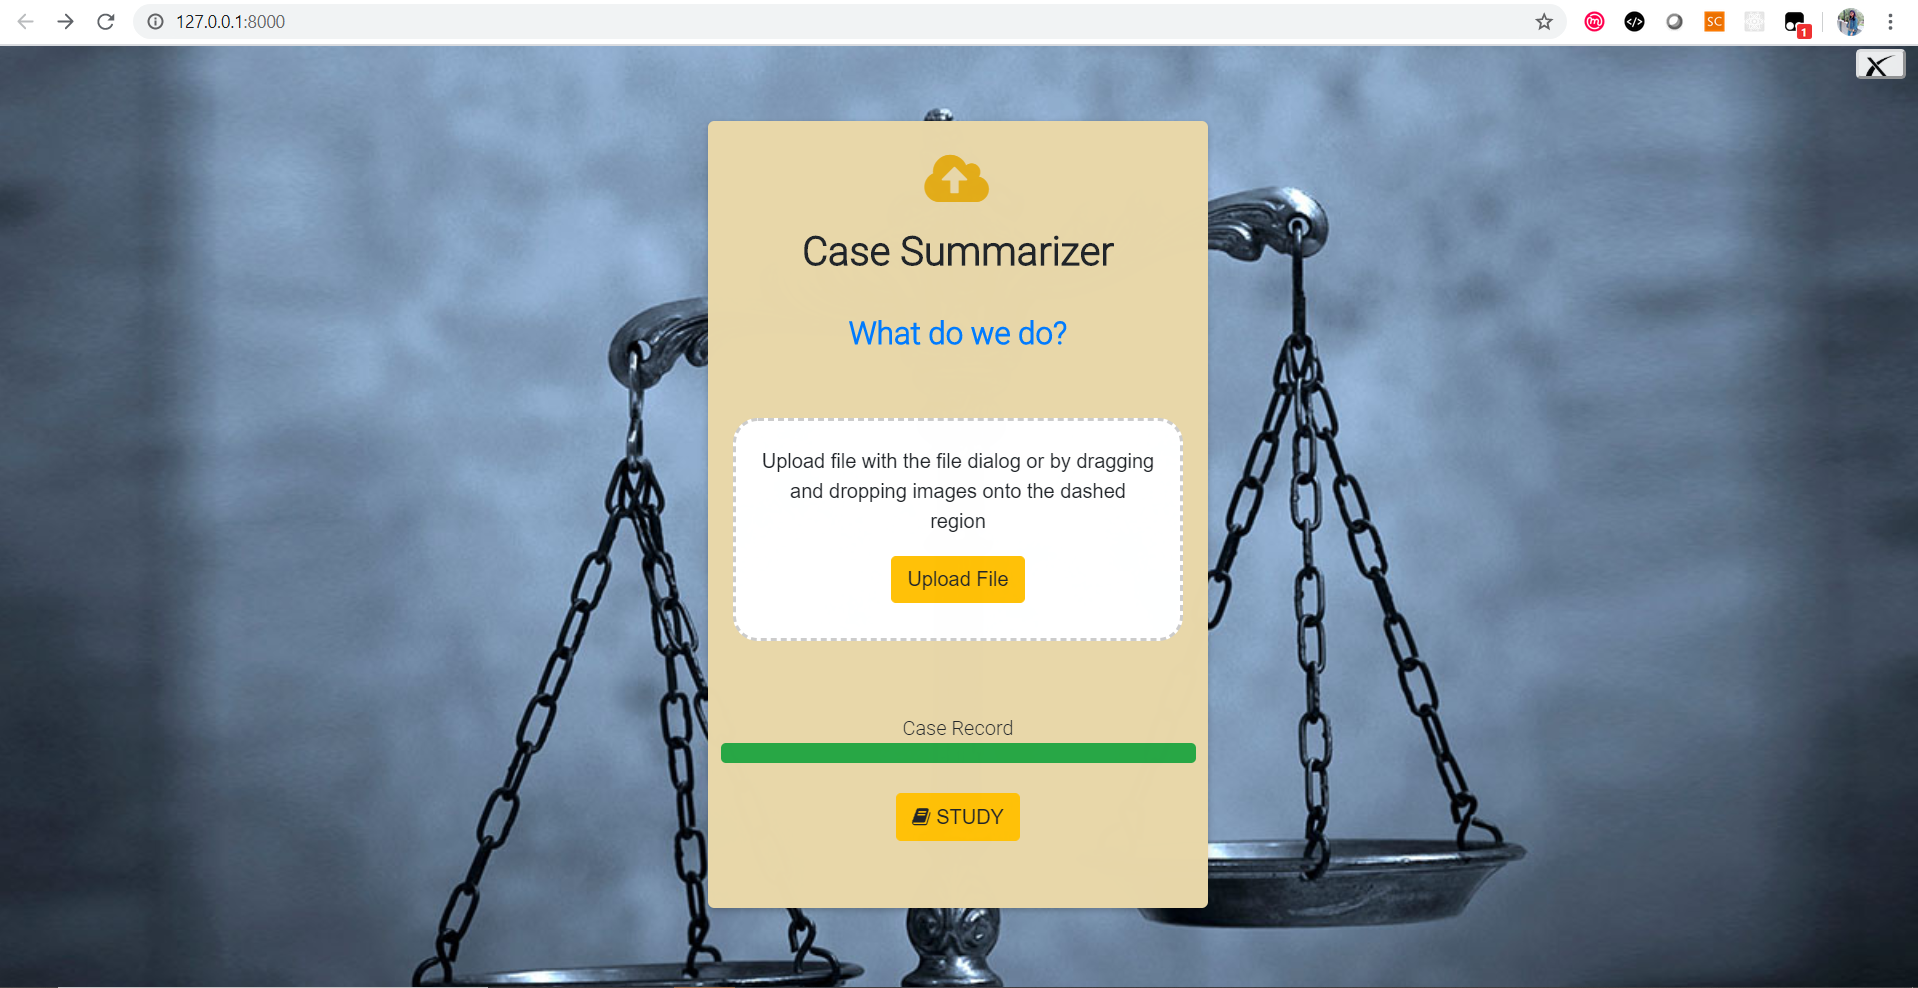 127.0.0.1:8000
SC
1
X
Case Summarizer
What do we do?
Upload file with the file dialog or by dragging
and dropping images onto the dashed
region
Upload File
Case Record
STUDY